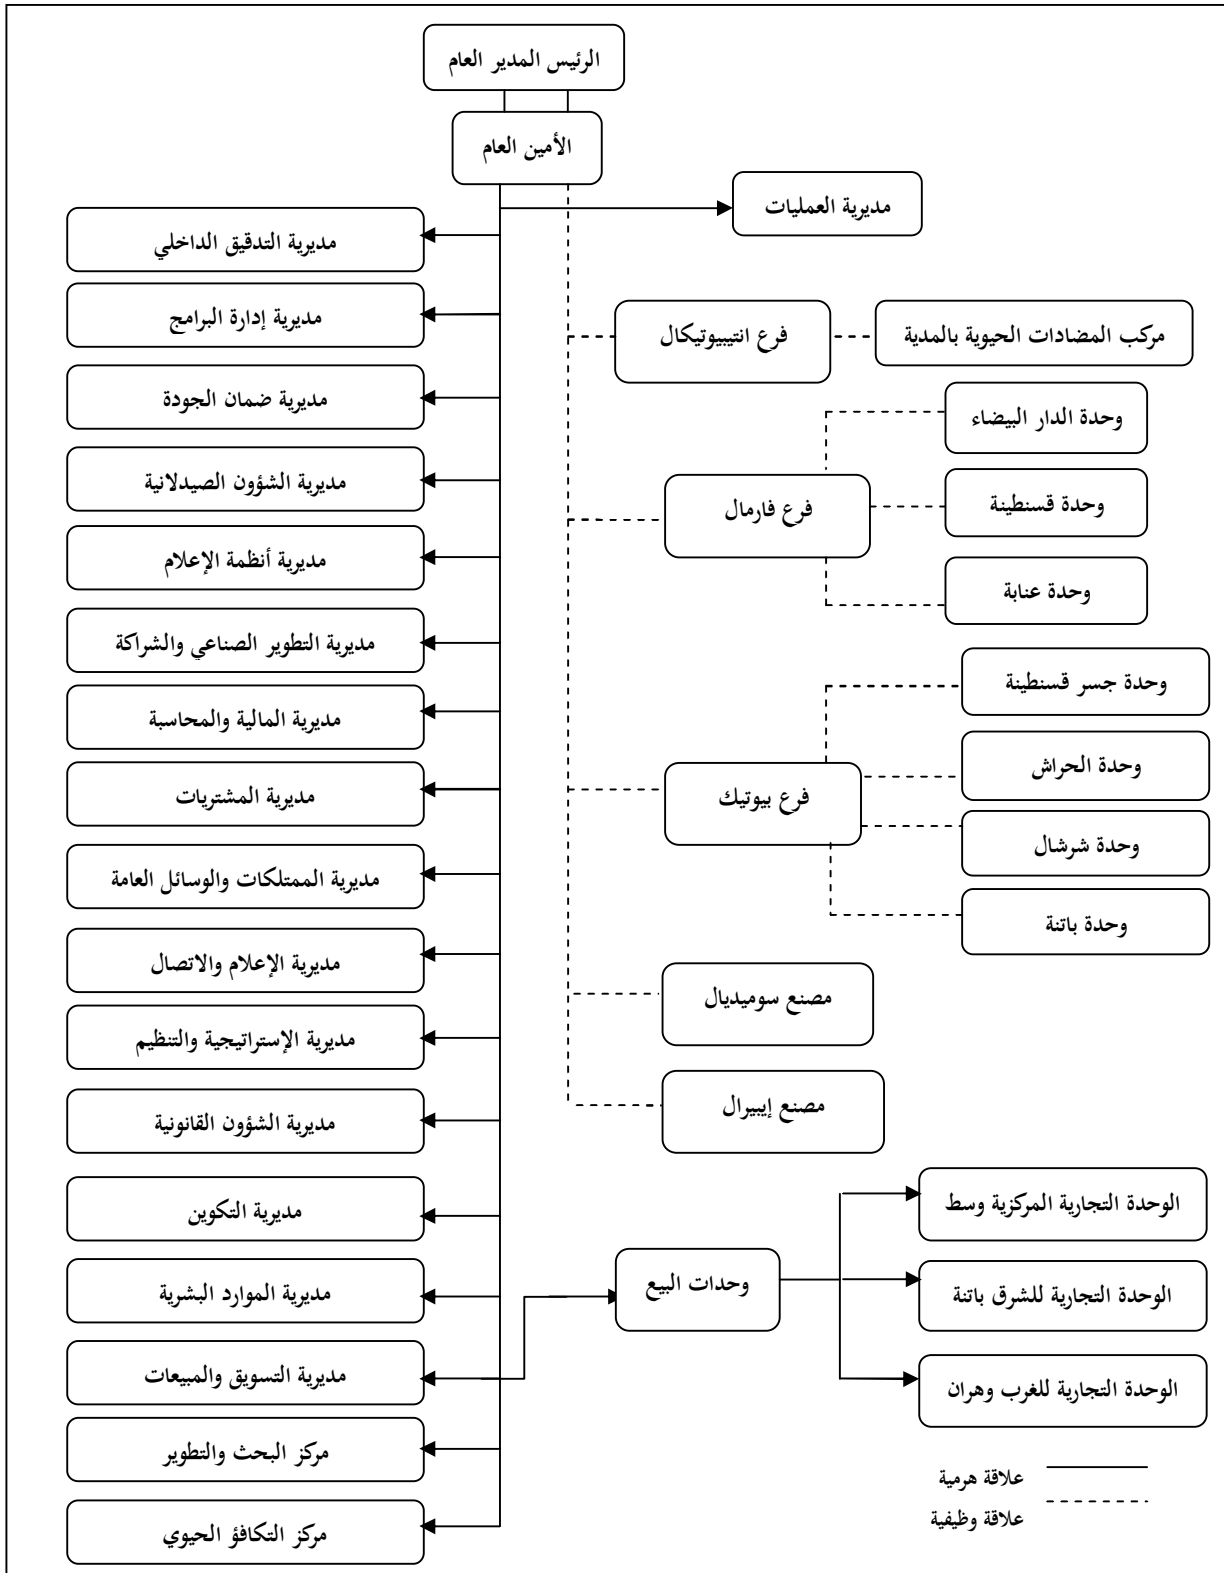 الرئيس المدير العام
الأمين العام
مديرية العمليات
مديرية التدقيق الداخلي
مديرية إدارة البرامج
مديرية ضمان الجودة
مديرية الشؤون الصيدلانية
مديرية أنظمة الإعلام
مديرية التطوير الصناعي والشراكة
مديرية المالية والمحاسبة
مديرية المشتريات
مديرية الممتلكات والوسائل العامة
مديرية الإعلام والاتصال
مديرية الإستراتيجية والتنظيم
مديرية الشؤون القانونية
مديرية التكوين
مديرية الموارد البشرية
مديرية التسويق والمبيعات
مركز البحث والتطوير
مركز التكافؤ الحيوي
فرع انتيبيوتيكال
مركب المضادات الحيوية بالمدية
فرع فارمال
وحدة الدار البيضاء
وحدة قسنطينة
وحدة عنابة
فرع بيوتيك
وحدة جسر قسنطينة
وحدة الحراش
وحدة شرشال
وحدة باتنة
مصنع سوميديال
مصنع إيبيرال
وحدات البيع
الوحدة التجارية المركزية وسط
الوحدة التجارية للشرق باتنة
الوحدة التجارية للغرب وهران
علاقة هرمية
علاقة وظيفية